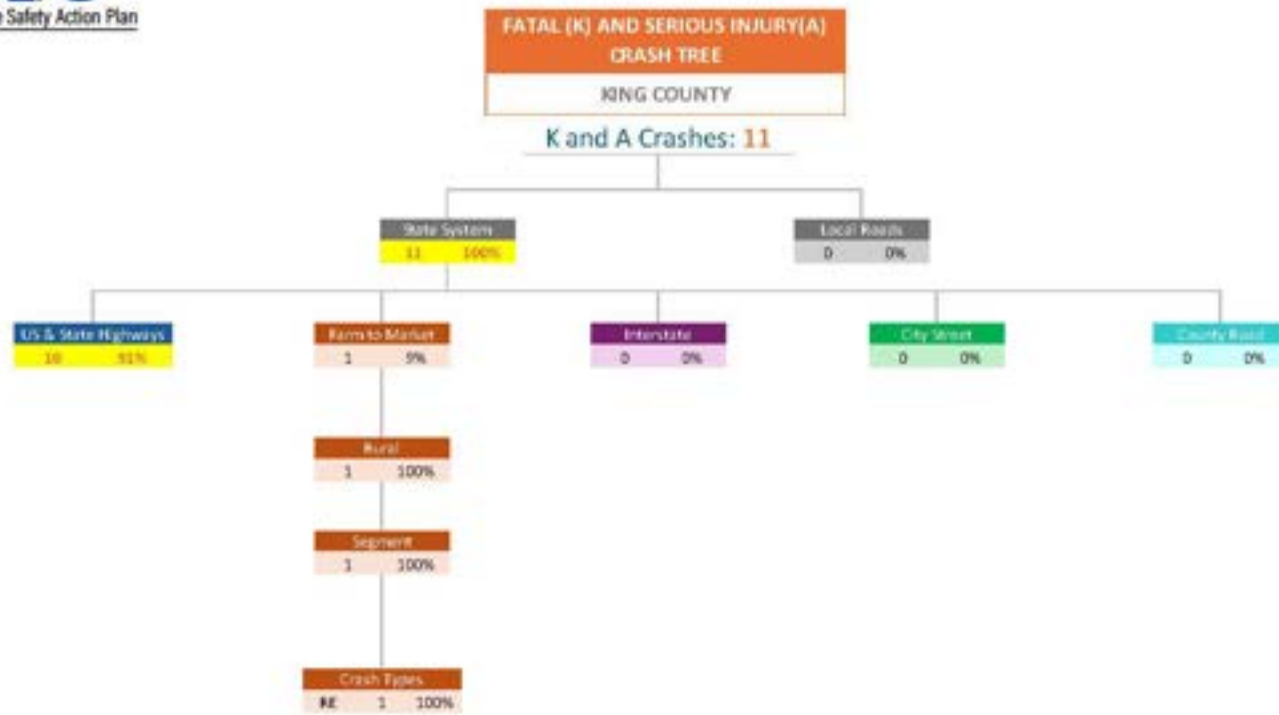 Safety Action Plan
FATAL (K) AND SERIOUS INJURY(A)
CRASH TREE
KING COUNTY
K and A Crashes: 11
State System
11 100%
Local Roads
0 0%
US & State Highways
10 91%
Farm to Market
1 9%
Interstate
0 0%
City Street
0 0%
County Road
0 0%
Rural
1 100%
Segment
1 100%
Crash Types
RE 1 100%